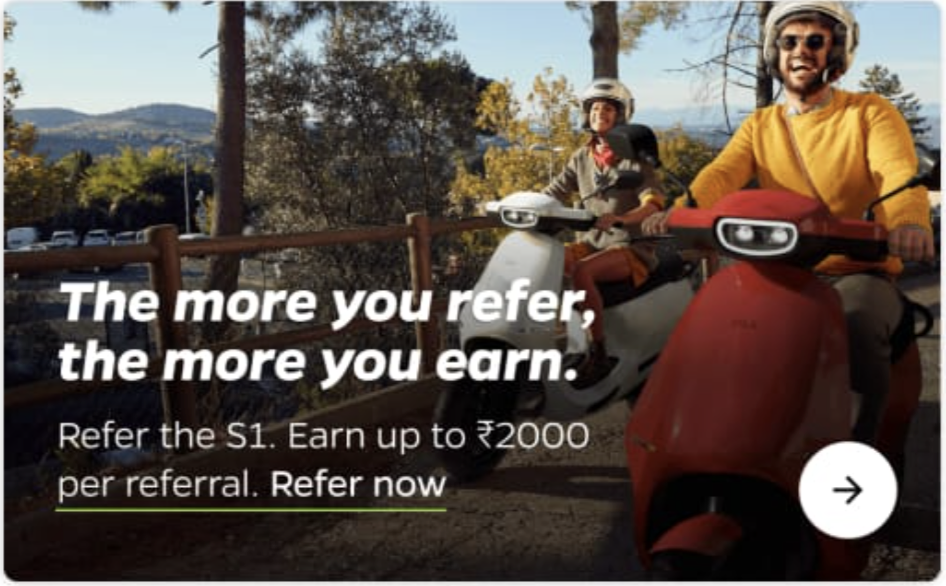 The more you refer,
the more you earn.
Refer the S1. Earn up to ₹2000
per referral. Refer now